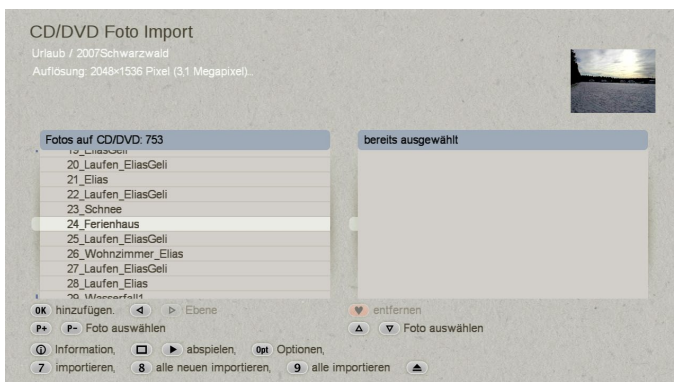 CD/DVD Foto Import
Urlaub / 2007Schwarzwald
Auflösung: 2048×1536 Pixel (3,1 Megapixel)..
Fotos auf CD/DVD: 753
bereits ausgewählt
19_EliasGeli
20_Laufen_EliasGeli
21_Elias
22_Laufen_EliasGeli
23_Schnee
24_Ferienhaus
25_Laufen_EliasGeli
26_Wohnzimmer_Elias
27_Laufen_EliasGeli
28_Laufen_Elias
29_Wasserfall1
OK hinzufügen. Ebene
entfernen
P+ P- Foto auswählen
Foto auswählen
Information, abspielen, Opt Optionen,
7 importieren, 8 alle neuen importieren, 9 alle importieren